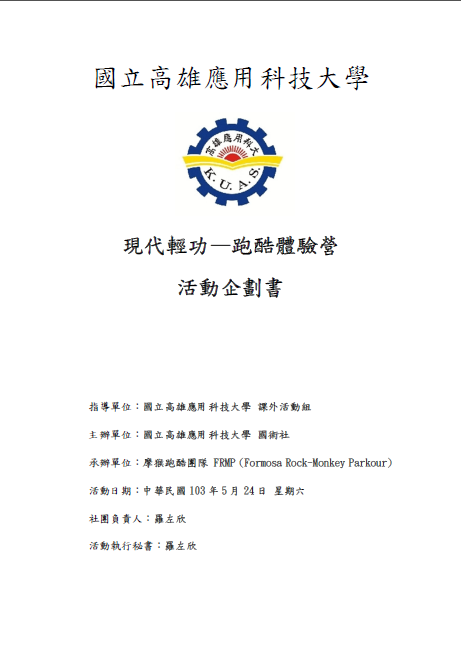 國立高雄應用科技大學
高雄應用科大
K.U.A.S.
現代輕功—跑酷體驗營
活動企劃書
指導單位：國立高雄應用科技大學 課外活動組
主辦單位：國立高雄應用科技大學 國術社
承辦單位：摩猴跑酷團隊 FRMP (Formosa Rock-Monkey Parkour)
活動日期：中華民國 103 年 5 月 24 日 星期六
社團負責人：羅左欣
活動執行秘書：羅左欣